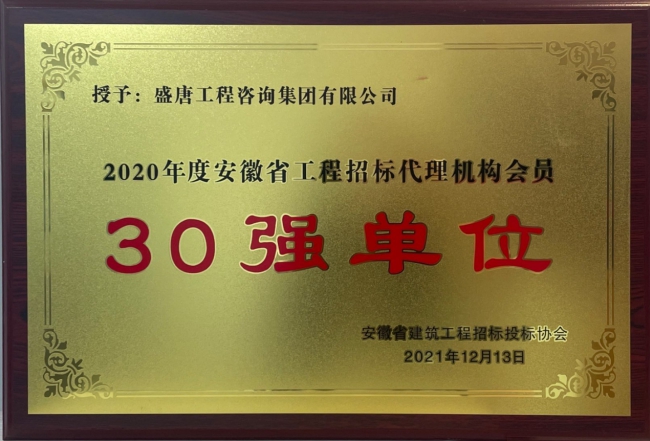 授予：盛唐工程咨询集团有限公司
2020年度安徽省工程招标代理机构会员
30强单位
安徽省建筑工程招标投标协会
2021年12月13日